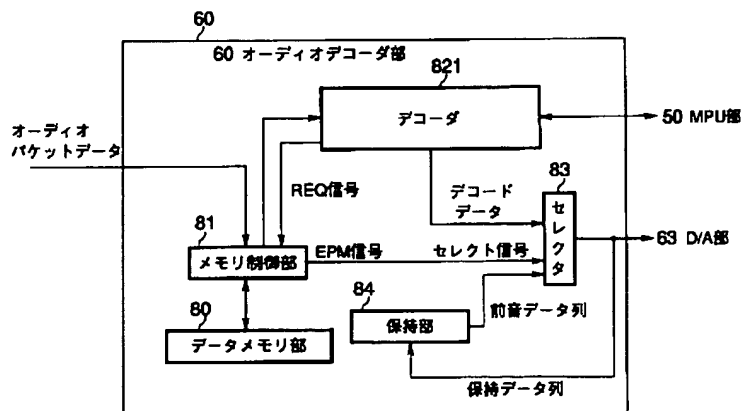 60
60 オーディオデコーダ部
821
デコーダ
50 MPU部
オーディオ
パケットデータ
REQ信号
デコード
データ
83
セレクタ
63 D/A部
81
メモリ制御部
EPM信号
セレクト信号
84
保持部
前音データ列
80
データメモリ部
保持データ列